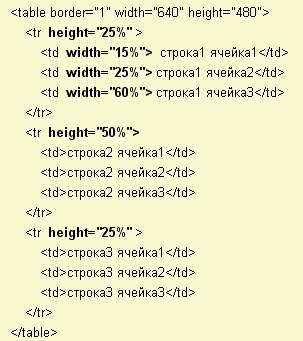 <table border="1" width="640" height="480">
<tr height="25%" >
<td width="15%"> строка1 ячейка1</td>
<td width="25%"> строка1 ячейка2</td>
<td width="60%"> строка1 ячейка3</td>
</tr>
<tr height="50%">
<td>строка2 ячейка1</td>
<td>строка2 ячейка2</td>
<td>строка2 ячейка3</td>
</tr>
<tr height="25%" >
<td>строка3 ячейка1</td>
<td>строка3 ячейка2</td>
<td>строка3 ячейка3</td>
</tr>
</table>